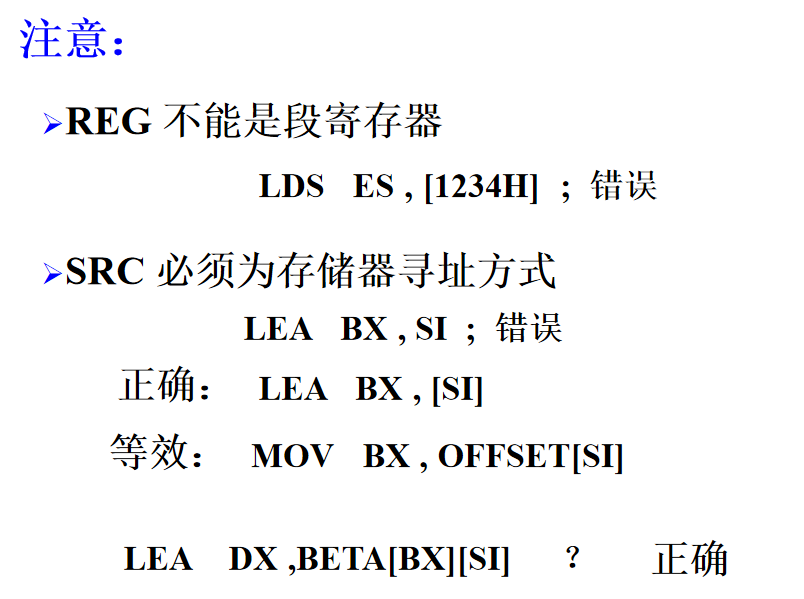 注意：
➢REG 不能是段寄存器
LDS ES , [1234H] ；错误
➢SRC 必须为存储器寻址方式
LEA BX , SI ；错误
正确： LEA BX , [SI]
等效： MOV BX , OFFSET[SI]
LEA DX ,BETA[BX][SI] ？ 正确